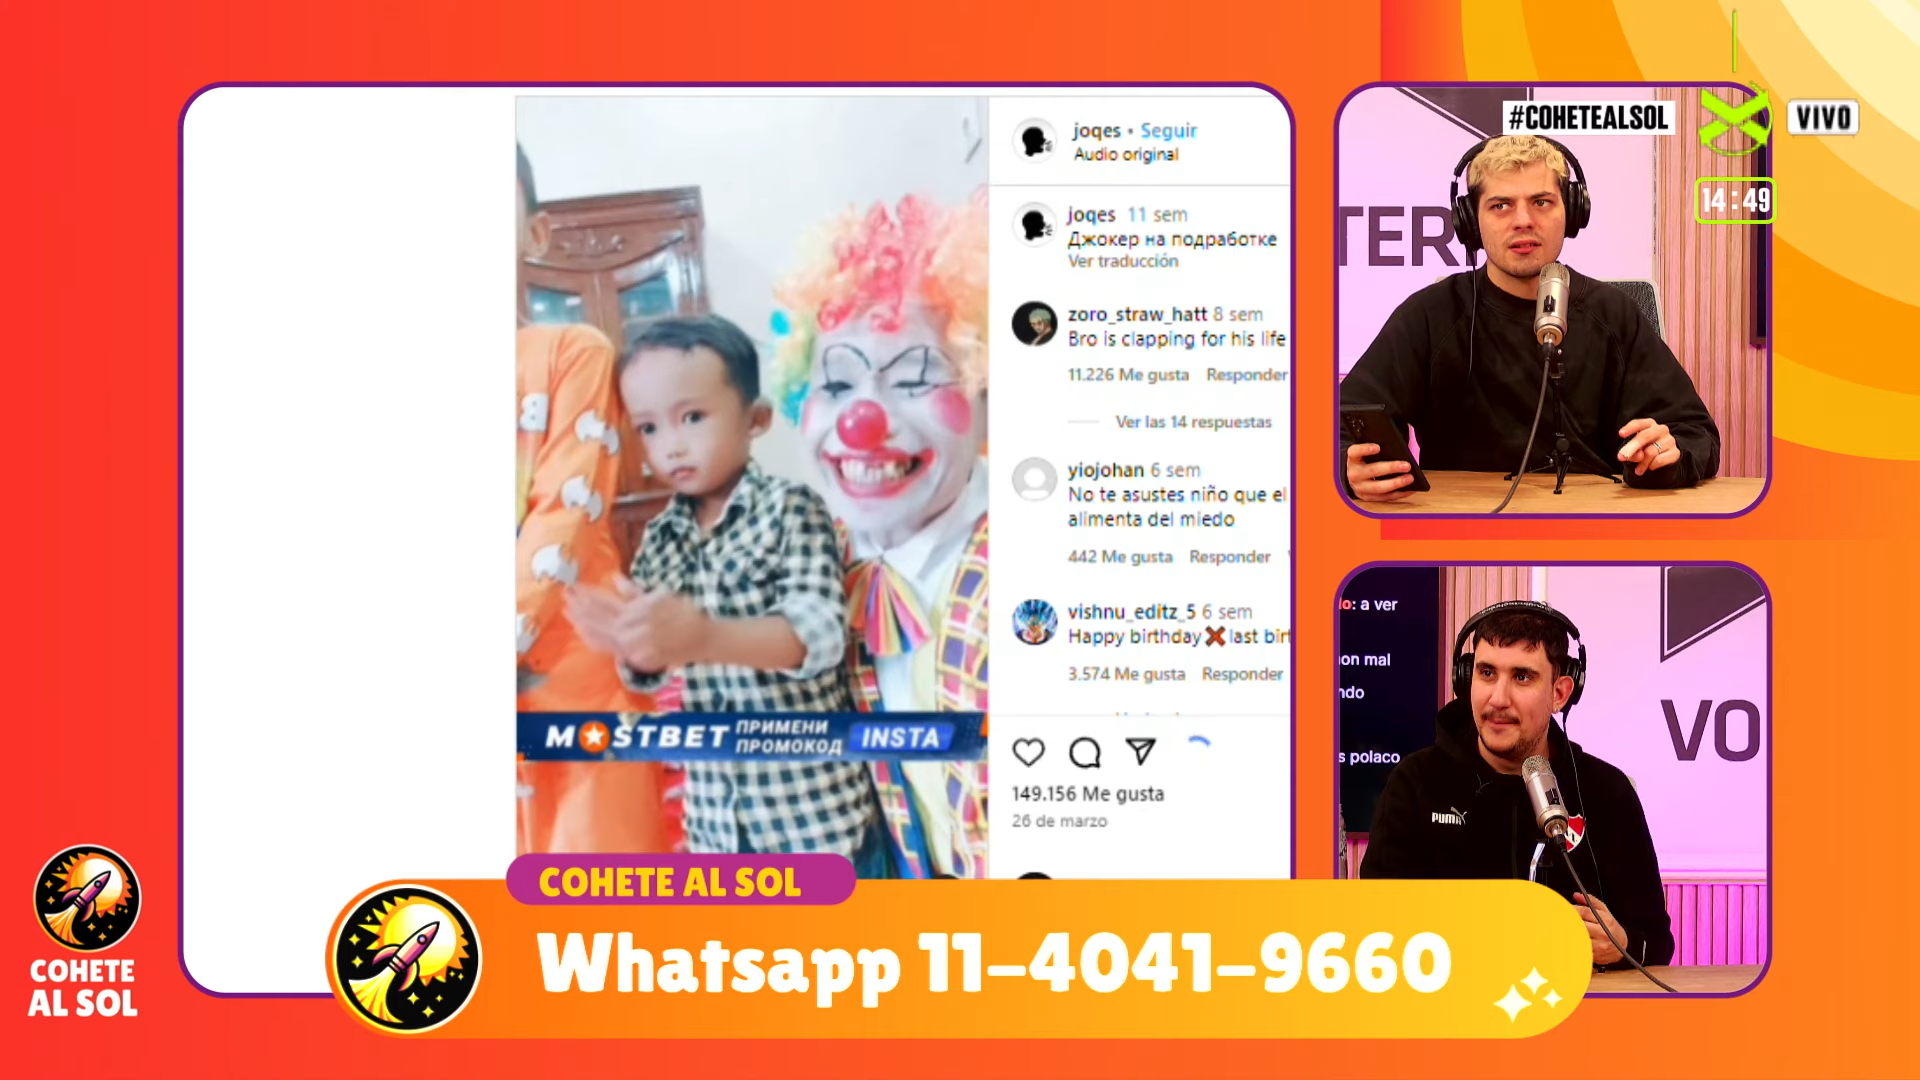 #COHETEALSOL
VIVO
14:49
joqes • Seguir
Audio original
joqes 11 sem
Джокер на подработке
Ver traducción
zoro_straw_hatt 8 sem
Bro is clapping for his life
11.226 Me gusta Responder
Ver las 14 respuestas
yiojohan 6 sem
No te asustes niño que el
alimenta del miedo
442 Me gusta Responder
vishnu_editz_5 6 sem
Happy birthday❌last birt
3.574 Me gusta Responder
MOSTBET ПРИМЕНИ
ПРОМОКОД INSTA
149.156 Me gusta
26 de marzo
TER
lo: a ver
on mal
ndo
s polaco
VO
PUMA
COHETE AL SOL
Whatsapp 11-4041-9660
COHETE
AL SOL